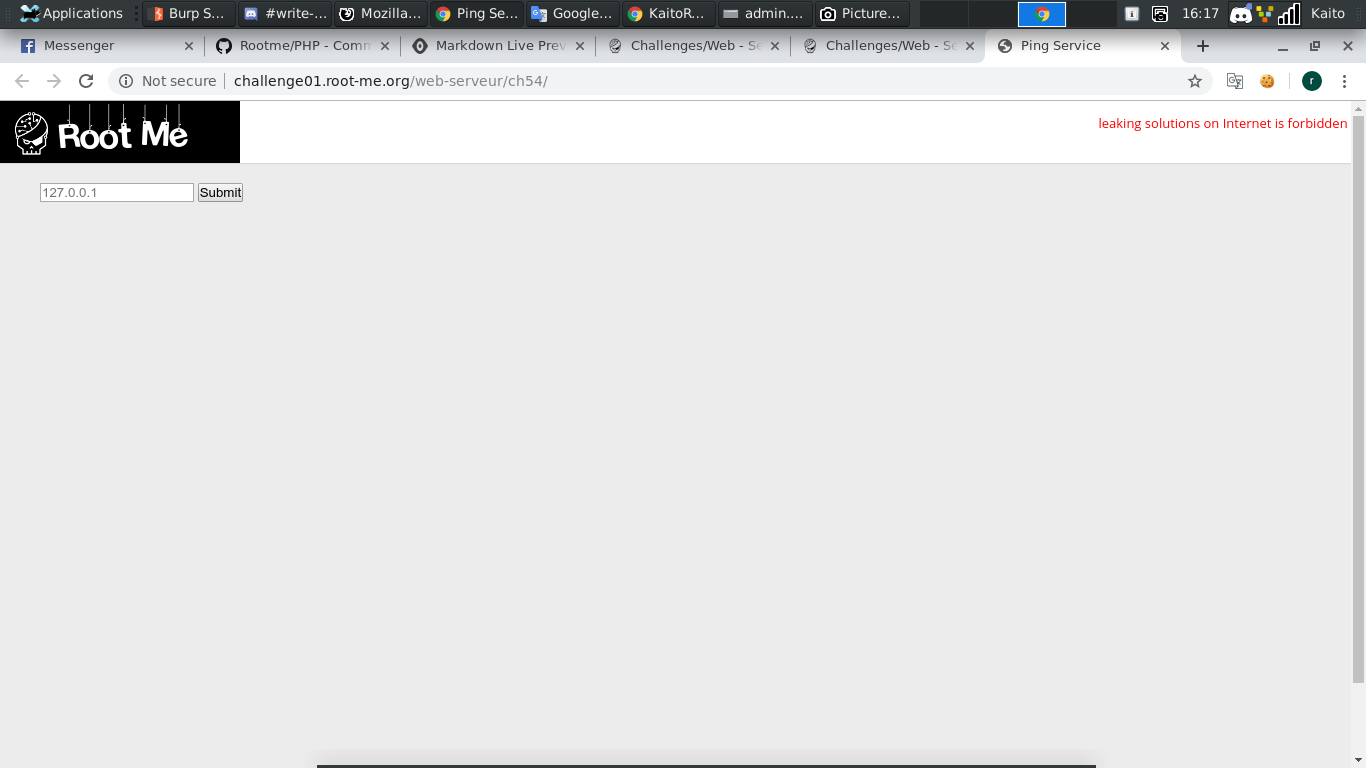 Applications Burp S... #write-... Mozilla... Ping Se... Google... KaitoR... admin.... Picture... 16:17 Kaito
Messenger Rootme/PHP - Comm Markdown Live Prev Challenges/Web - Se Challenges/Web - Se Ping Service
Not secure challenge01.root-me.org/web-serveur/ch54/
Root Me
leaking solutions on Internet is forbidden
127.0.0.1 Submit